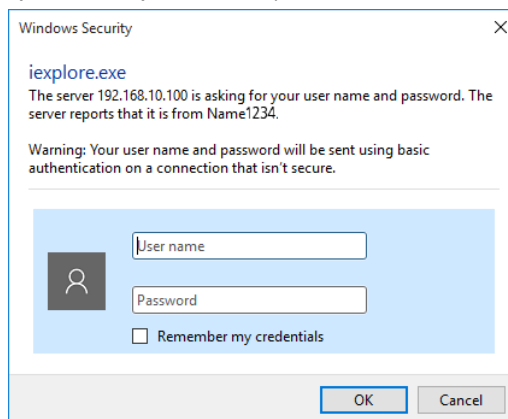 Windows Security
iexplore.exe
The server 192.168.10.100 is asking for your user name and password. The
server reports that it is from Name1234.
Warning: Your user name and password will be sent using basic
authentication on a connection that isn't secure.
User name
Password
Remember my credentials
OK Cancel